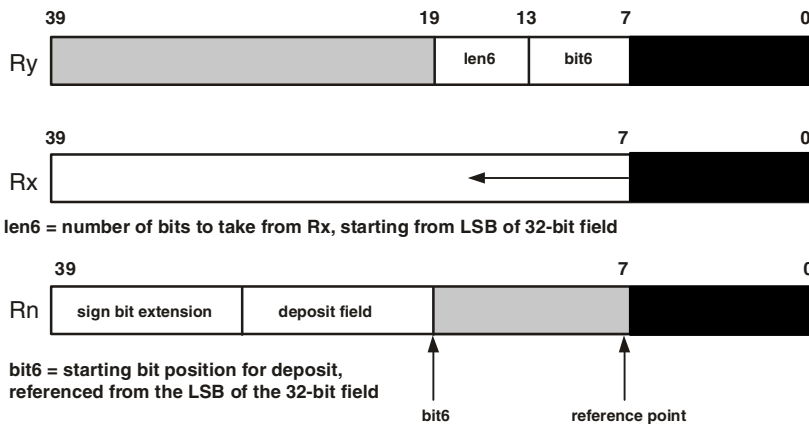 39 19 13 7 0
Ry len6 bit6
39 7 0
Rx
len6 = number of bits to take from Rx, starting from LSB of 32-bit field
39 7 0
Rn sign bit extension deposit field
bit6 = starting bit position for deposit,
referenced from the LSB of the 32-bit field
bit6 reference point